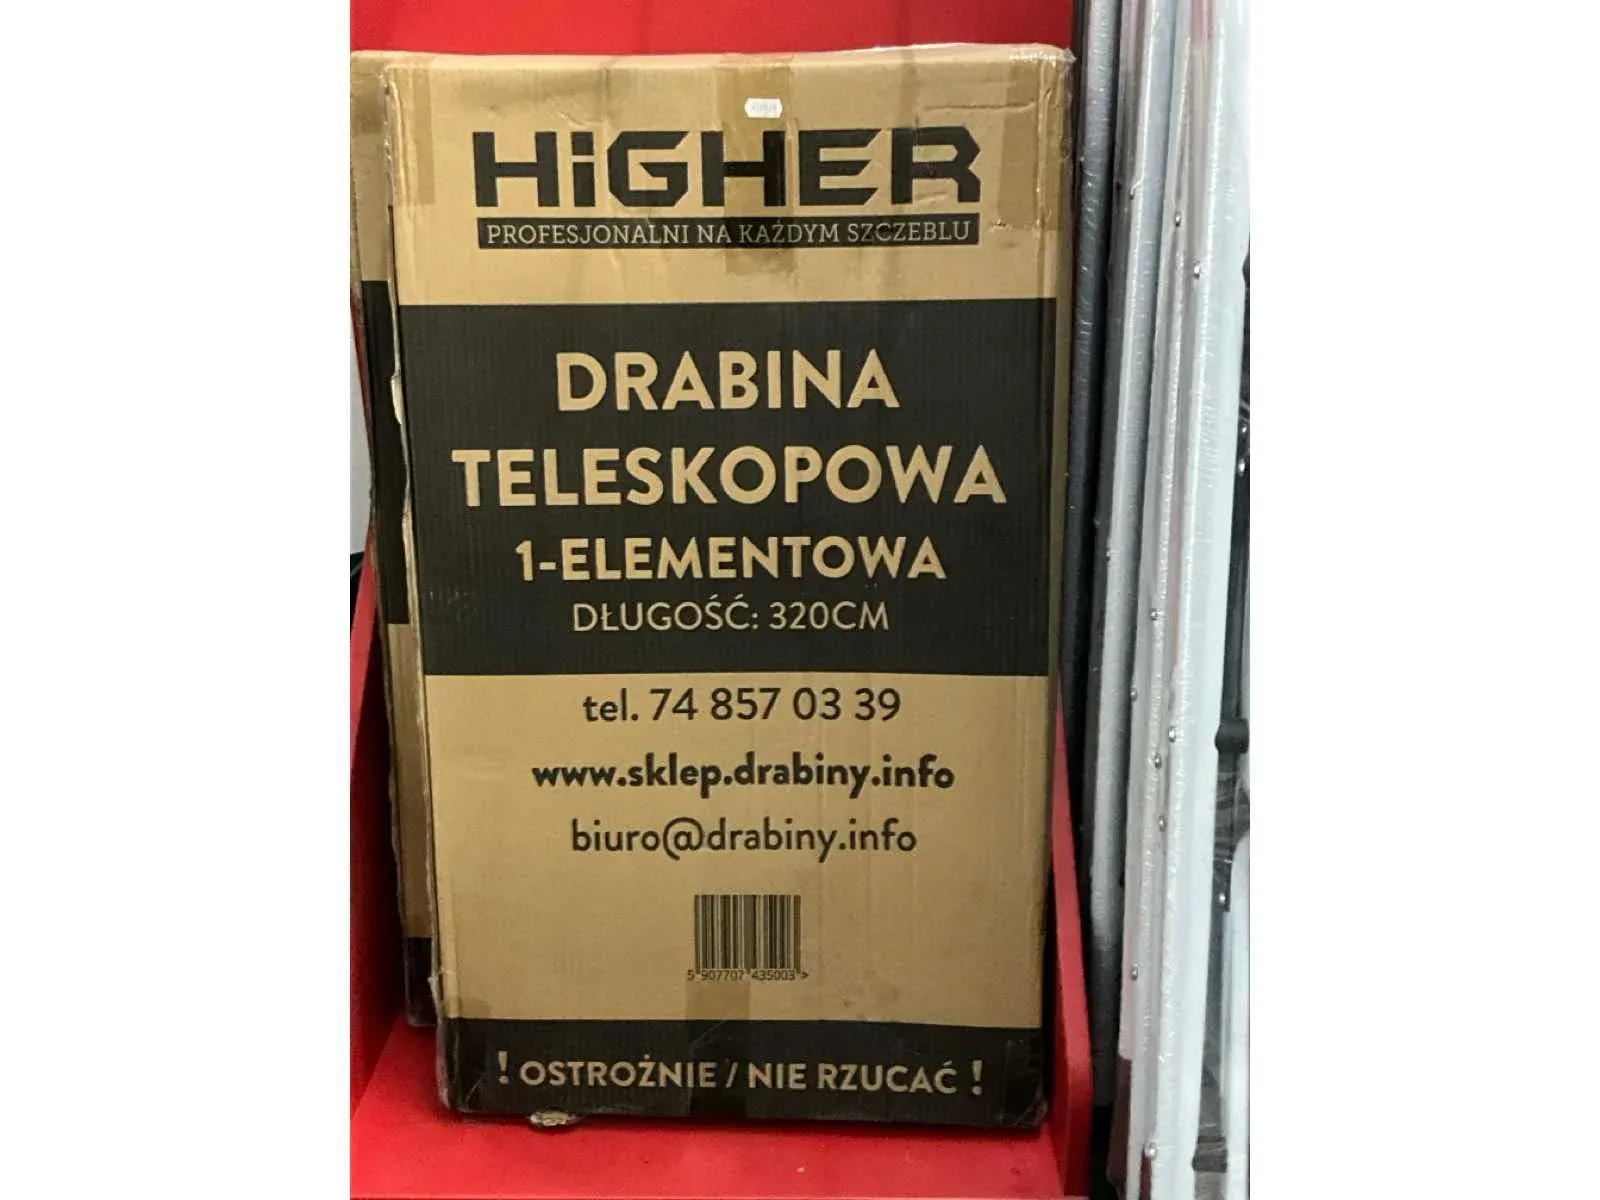 HiGHER
PROFESJONALNI NA KAŻDYM SZCZEBLU
DRABINA
TELESKOPOWA
1-ELEMENTOWA
DŁUGOŚĆ: 320CM
tel. 74 857 03 39
www.sklep.drabiny.info
biuro@drabiny.info
5 907707 435003 >
! OSTROŻNIE / NIE RZUCAĆ !